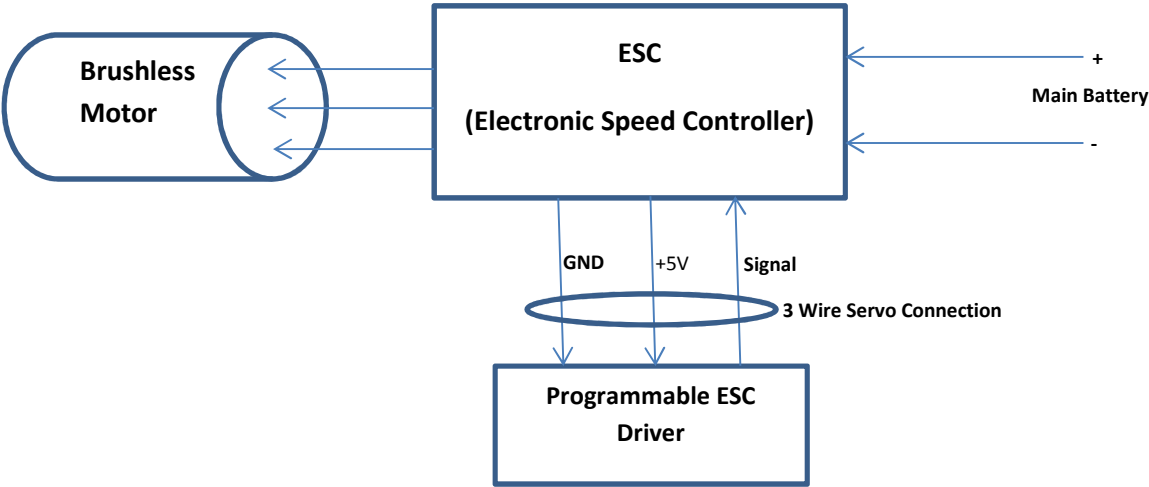 Brushless
Motor
ESC
(Electronic Speed Controller)
+
Main Battery
-
GND
+5V
Signal
3 Wire Servo Connection
Programmable ESC
Driver